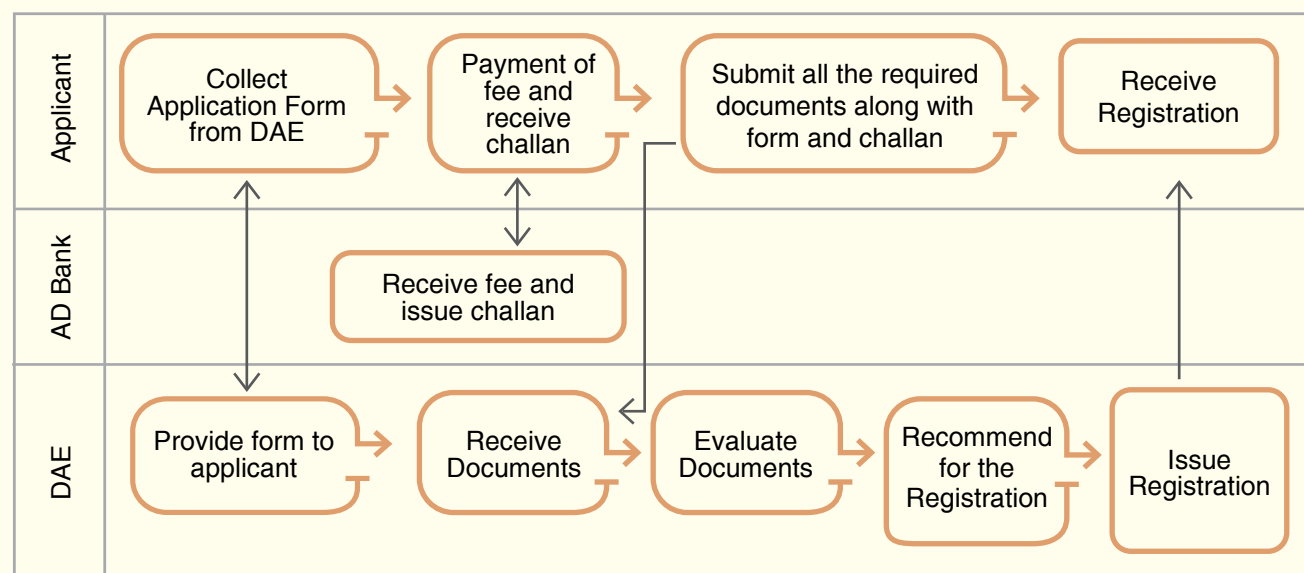 Applicant
Collect
Application Form
from DAE
Payment of
fee and
receive
challan
Submit all the required
documents along with
form and challan
Receive
Registration
AD Bank
Receive fee and
issue challan
DAE
Provide form to
applicant
Receive
Documents
Evaluate
Documents
Recommend
for the
Registration
Issue
Registration